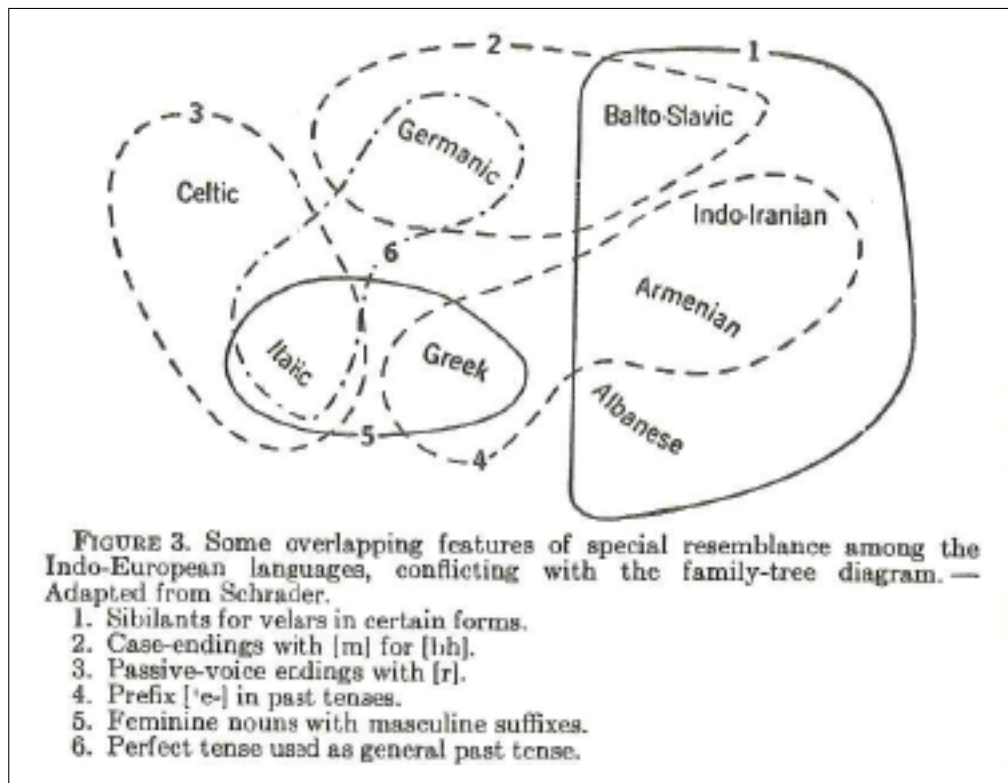 2
1
3
Germanic
Balto-Slavic
Celtic
Indo-Iranian
6
Armenian
Italic
Greek
Albanese
5
4
FIGURE 3. Some overlapping features of special resemblance among the
Indo-European languages, conflicting with the family-tree diagram. —
Adapted from Schrader.
1. Sibilants for velars in certain forms.
2. Case-endings with [m] for [bh].
3. Passive-voice endings with [r].
4. Prefix ['e-] in past tenses.
5. Feminine nouns with masculine suffixes.
6. Perfect tense used as general past tense.